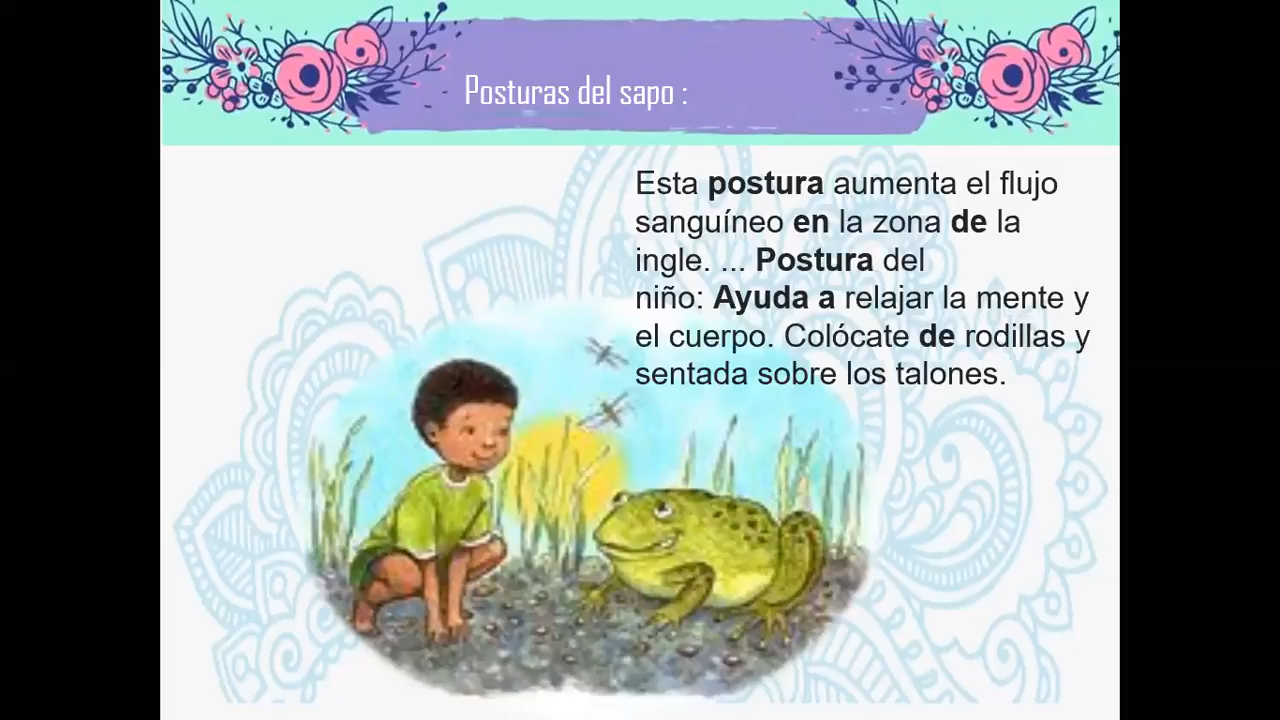 Posturas del sapo :
Esta postura aumenta el flujo
sanguíneo en la zona de la
ingle. ... Postura del
niño: Ayuda a relajar la mente y
el cuerpo. Colócate de rodillas y
sentada sobre los talones.